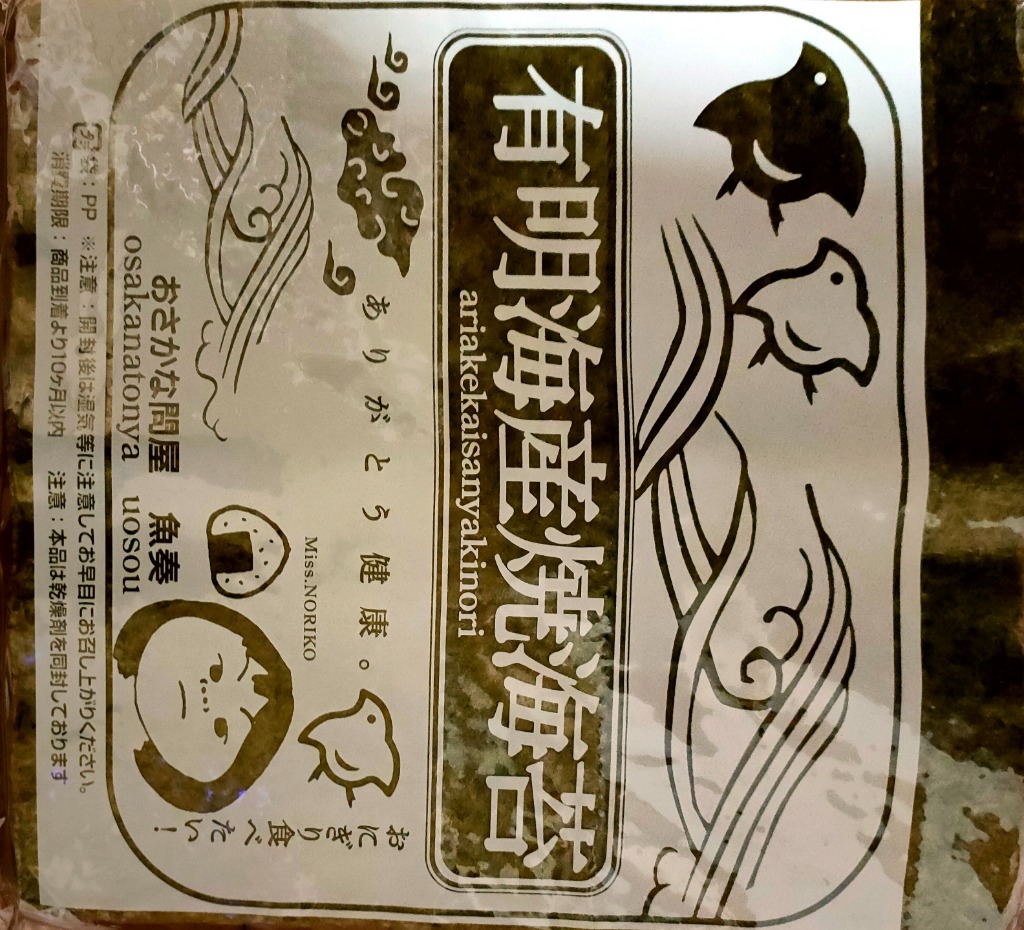 有明海産焼海苔
ariakekaisanyakinori
ありがとう健康。
Miss.NORIKO
おにぎり食べたい！
おさかな問屋 魚奏
osakanatonya uosou
外装：PP ※注意：開封後は湿気等に注意してお早目にお召し上がりください。
消費期限：商品到着より10ヶ月以内 注意：本品は乾燥剤を同封しております